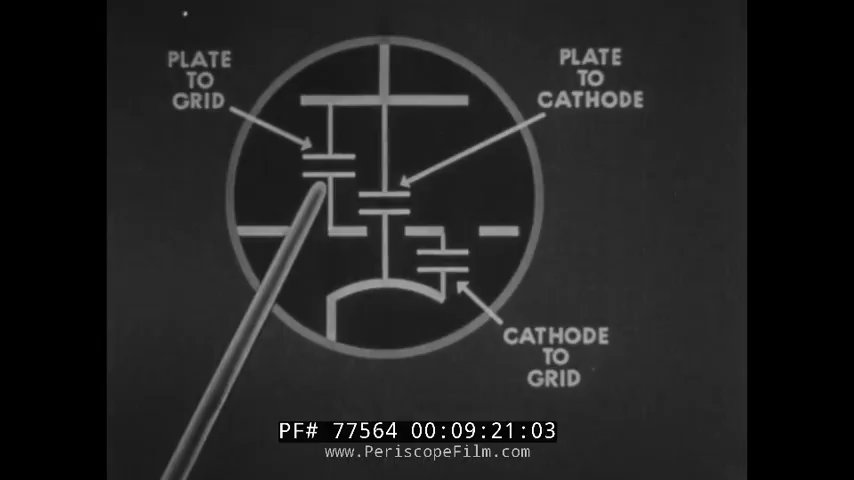 PLATE
TO
GRID
PLATE
TO
CATHODE
CATHODE
TO
GRID
PF# 77564 00:09:21:03
www.PeriscopeFilm.com